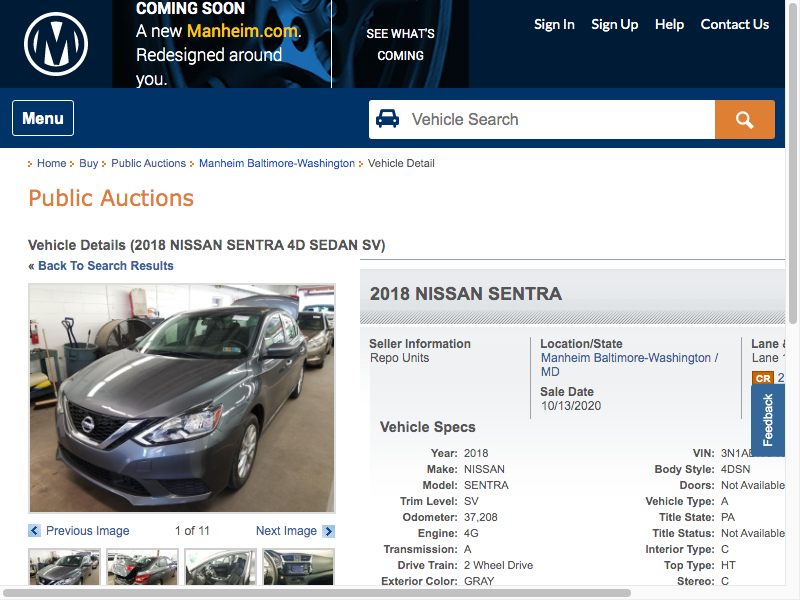 COMING SOON
A new Manheim.com.
Redesigned around
you.
SEE WHAT'S
COMING
Sign In Sign Up Help Contact Us
Menu
Vehicle Search
Home Buy Public Auctions Manheim Baltimore-Washington Vehicle Detail
Public Auctions
Vehicle Details (2018 NISSAN SENTRA 4D SEDAN SV)
« Back To Search Results
2018 NISSAN SENTRA
Seller Information
Repo Units
Location/State
Manheim Baltimore-Washington /
MD
Sale Date
10/13/2020
Lane
Lane
CR 2
Feedback
Vehicle Specs
Year: 2018
Make: NISSAN
Model: SENTRA
Trim Level: SV
Odometer: 37,208
Engine: 4G
Transmission: A
Drive Train: 2 Wheel Drive
Exterior Color: GRAY
VIN: 3N1A
Body Style: 4DSN
Doors: Not Available
Vehicle Type: A
Title State: PA
Title Status: Not Available
Interior Type: C
Top Type: HT
Stereo: C
Previous Image 1 of 11 Next Image